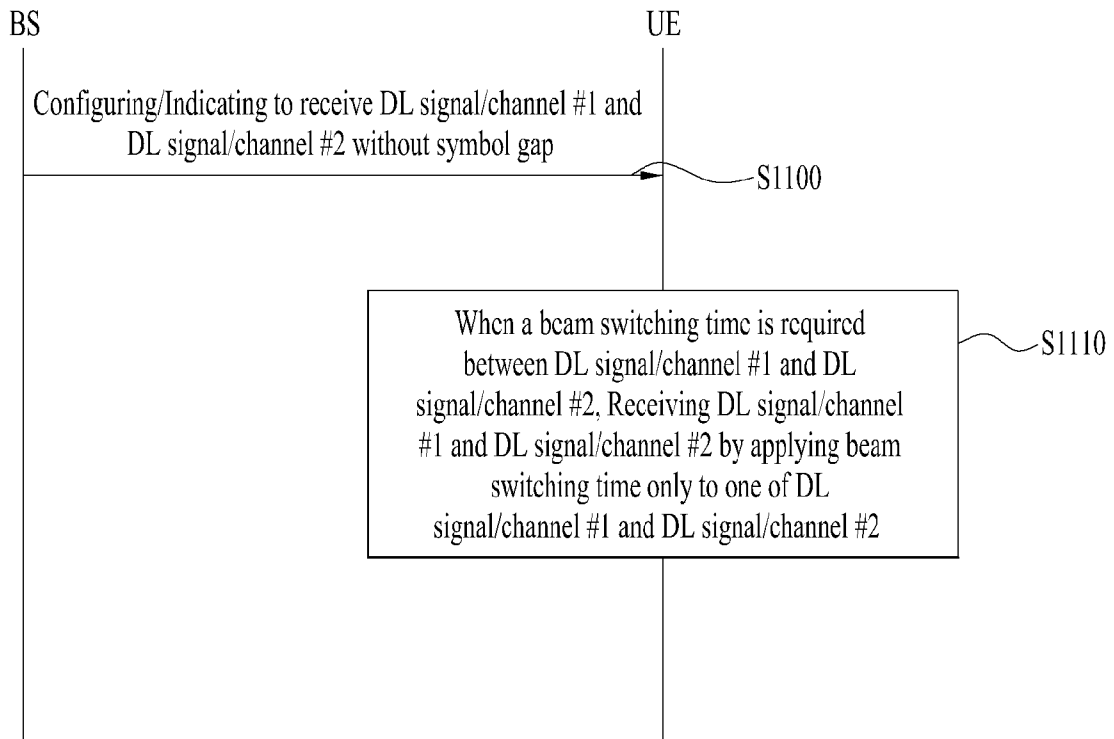 BS
UE
Configuring/Indicating to receive DL signal/channel #1 and
DL signal/channel #2 without symbol gap
S1100
When a beam switching time is required
between DL signal/channel #1 and DL
signal/channel #2, Receiving DL signal/channel
#1 and DL signal/channel #2 by applying beam
switching time only to one of DL
signal/channel #1 and DL signal/channel #2
S1110